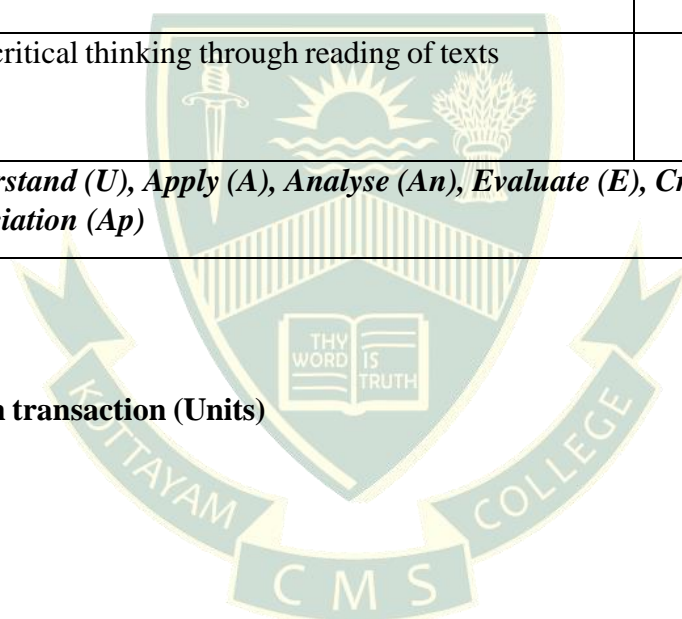 critical thinking through reading of texts
rstand (U), Apply (A), Analyse (An), Evaluate (E), Cr
iation (Ap)
THY WORD IS TRUTH
n transaction (Units)
KOTTAYAM COLLEGE
CMS